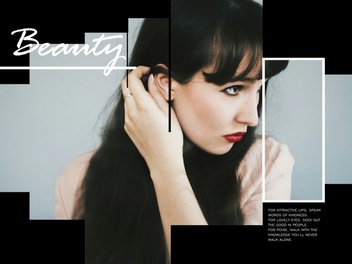 Beauty
FOR ATTRACTIVE LIPS, SPEAK
WORDS OF KINDNESS.
FOR LOVELY EYES, SEEK OUT
THE GOOD IN PEOPLE.
FOR POISE, WALK WITH THE
KNOWLEDGE YOU'LL NEVER
WALK ALONE.